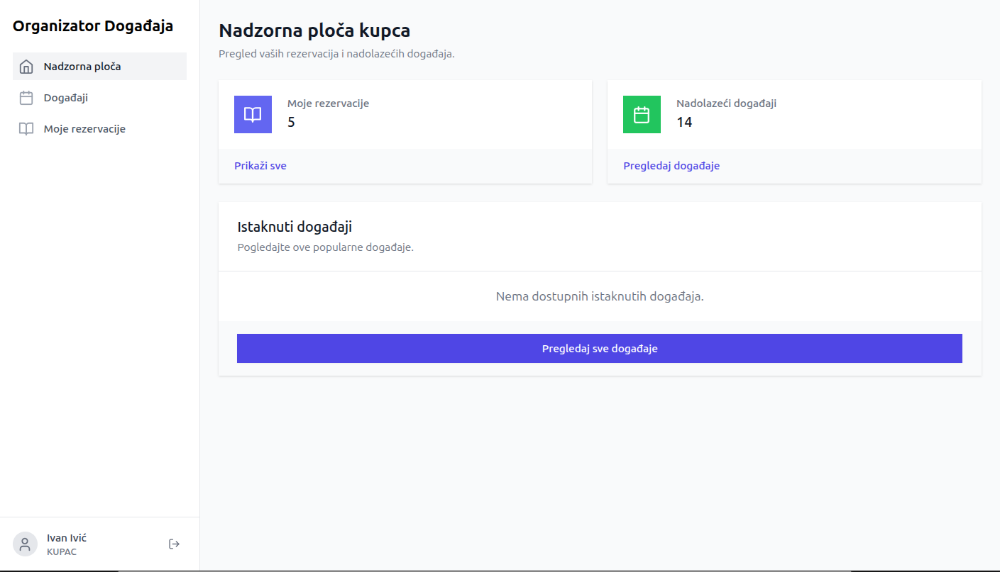 Organizator Događaja
Nadzorna ploča
Događaji
Moje rezervacije
Ivan Ivić
KUPAC
Nadzorna ploča kupca
Pregled vaših rezervacija i nadolazećih događaja.
Moje rezervacije
5
Prikaži sve
Nadolazeći događaji
14
Pregledaj događaje
Istaknuti događaji
Pogledajte ove popularne događaje.
Nema dostupnih istaknutih događaja.
Pregledaj sve događaje